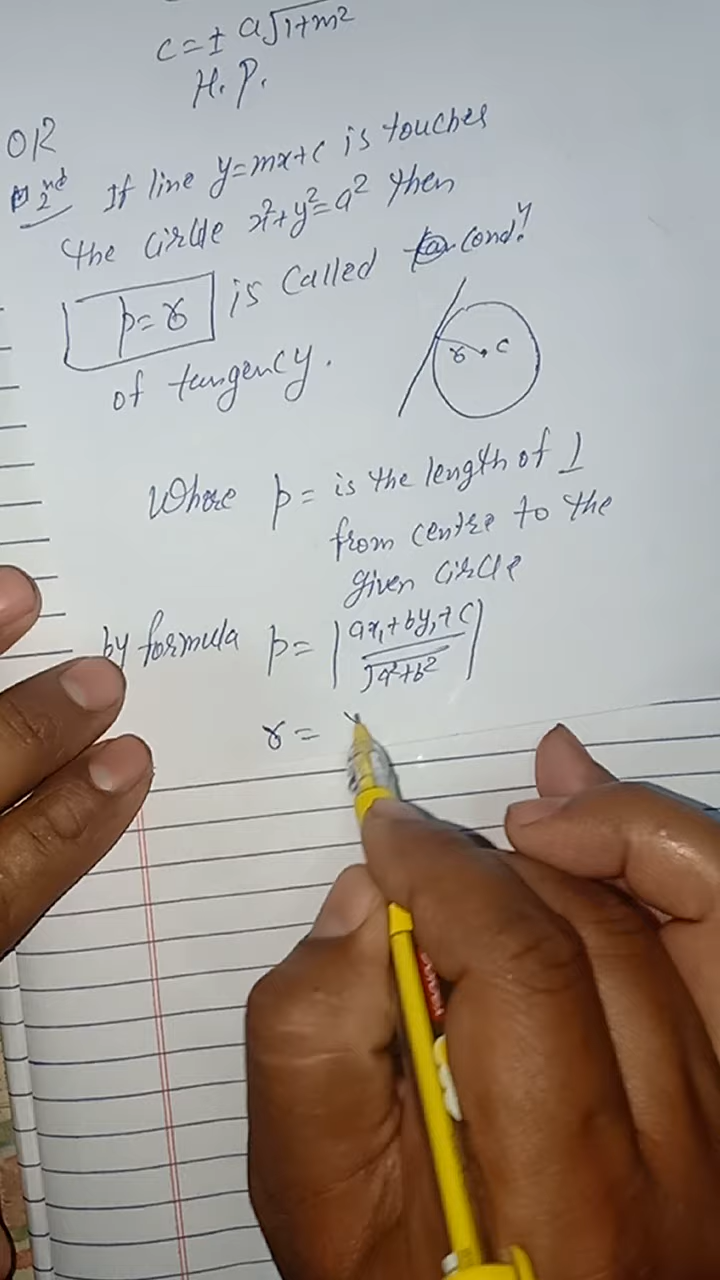 c = ± a√1+m²
H.P.
OR
2nd If line y=mx+c is touches
the circle x²+y²=a² then
p=r is called cond.
of tangency.
r C
Where p = is the length of ⊥
from centre to the
given circle
by formula p = |ax₁+by₁+c / √a²+b²|
r =